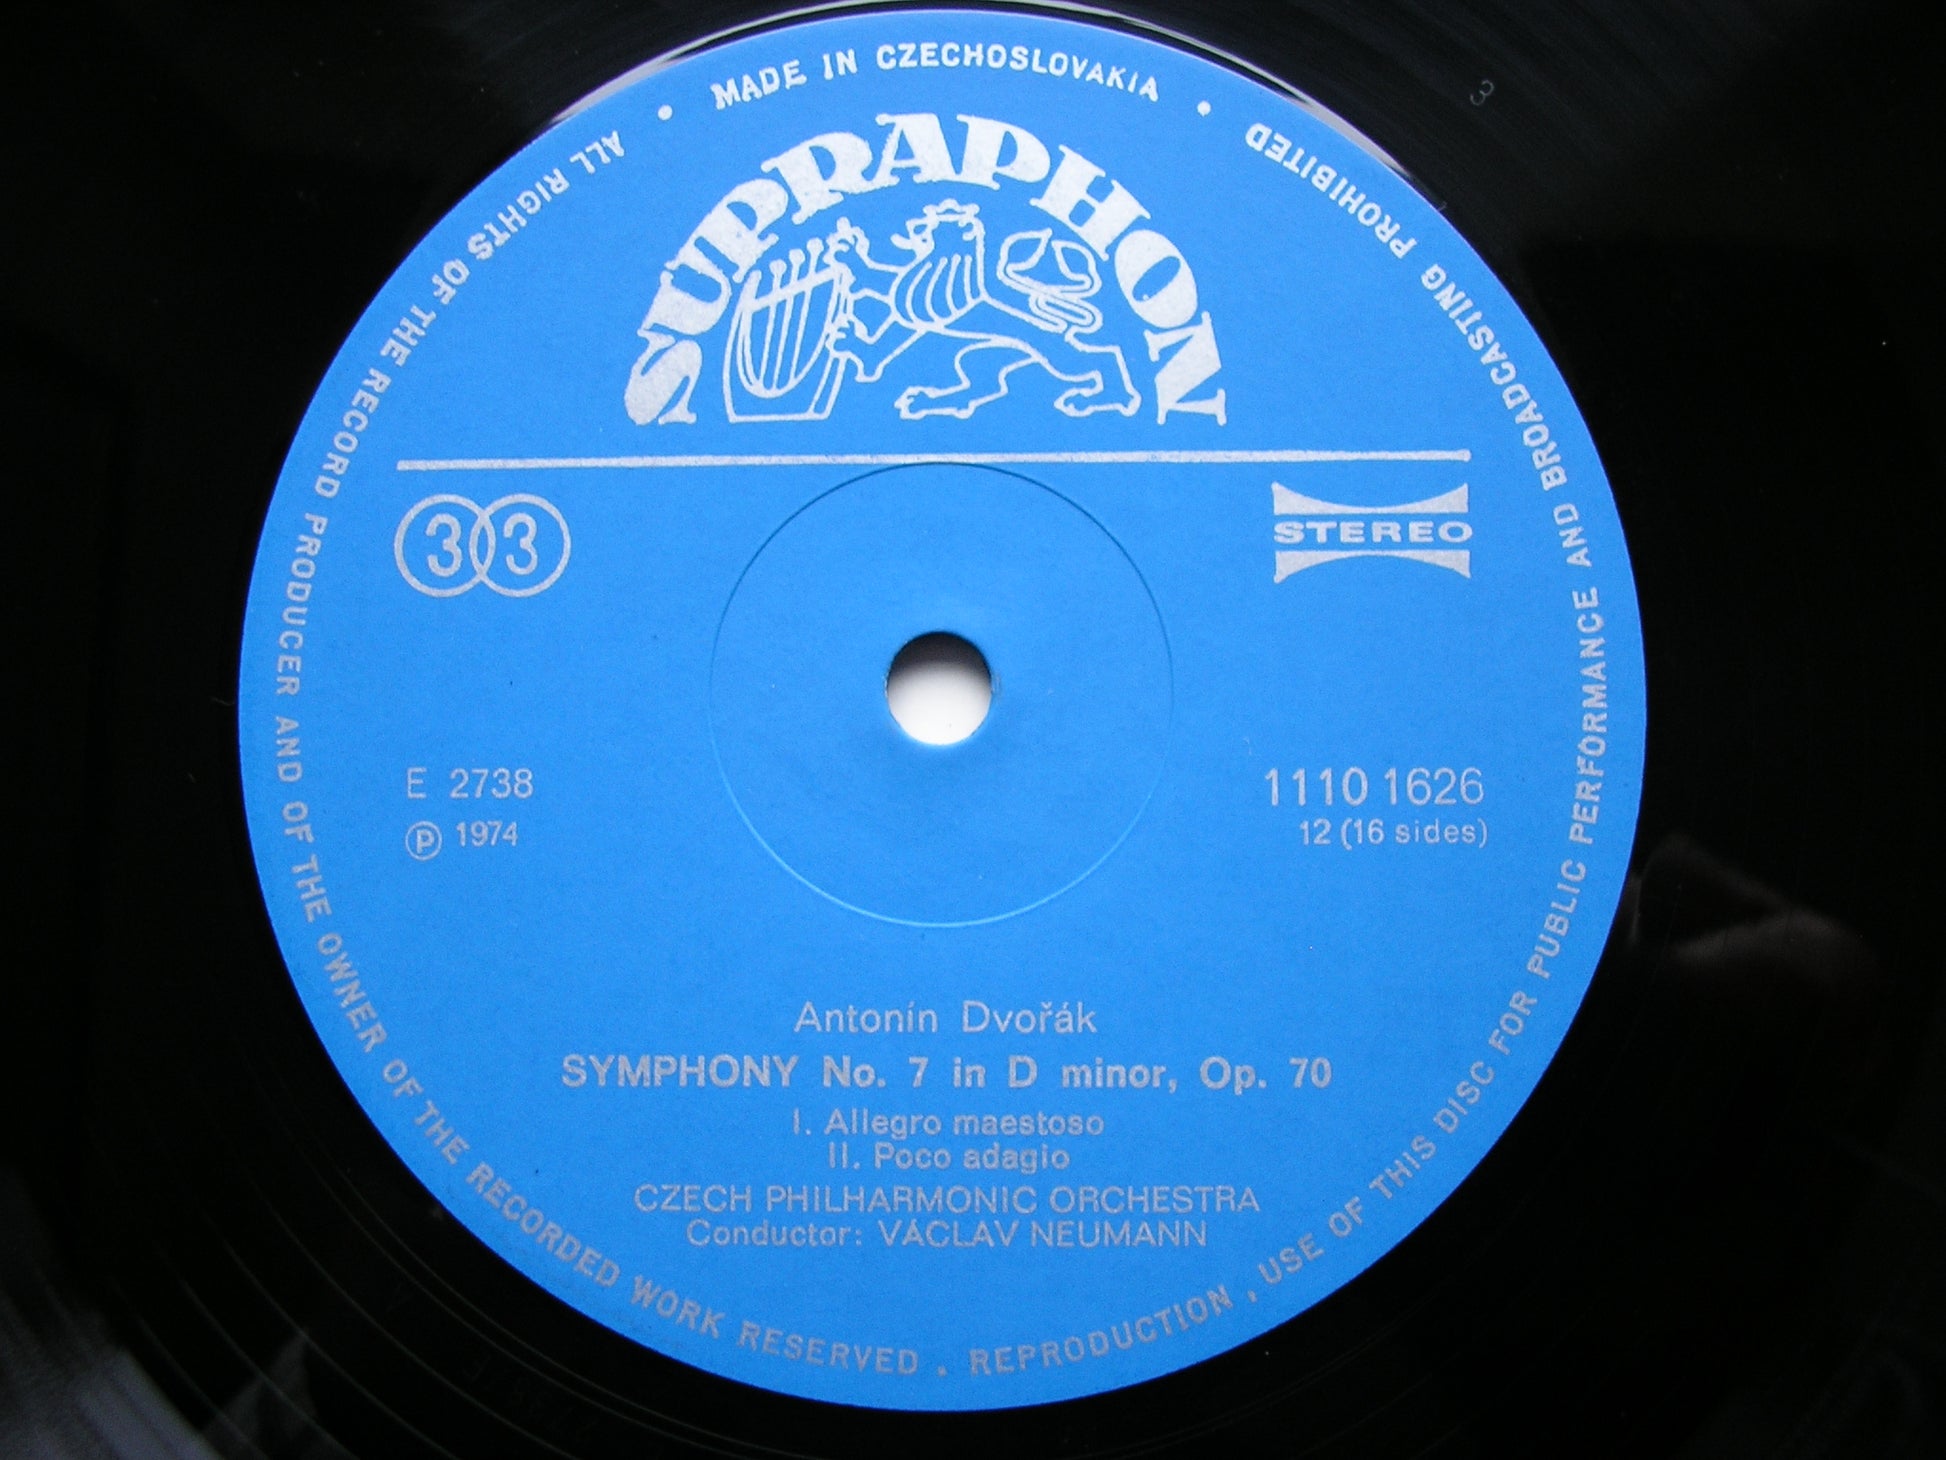 MADE IN CZECHOSLOVAKIA •
ALL RIGHTS OF THE RECORD PRODUCER AND OF THE OWNER OF THE RECORDED WORK RESERVED . REPRODUCTION , USE OF THIS DISC FOR PUBLIC PERFORMANCE AND BROADCASTING PROHIBITED •
SUPRAPHON
33
STEREO
E 2738
℗ 1974
1110 1626
12 (16 sides)
Antonín Dvořák
SYMPHONY No. 7 in D minor, Op. 70
I. Allegro maestoso
II. Poco adagio
CZECH PHILHARMONIC ORCHESTRA
Conductor: VÁCLAV NEUMANN
3